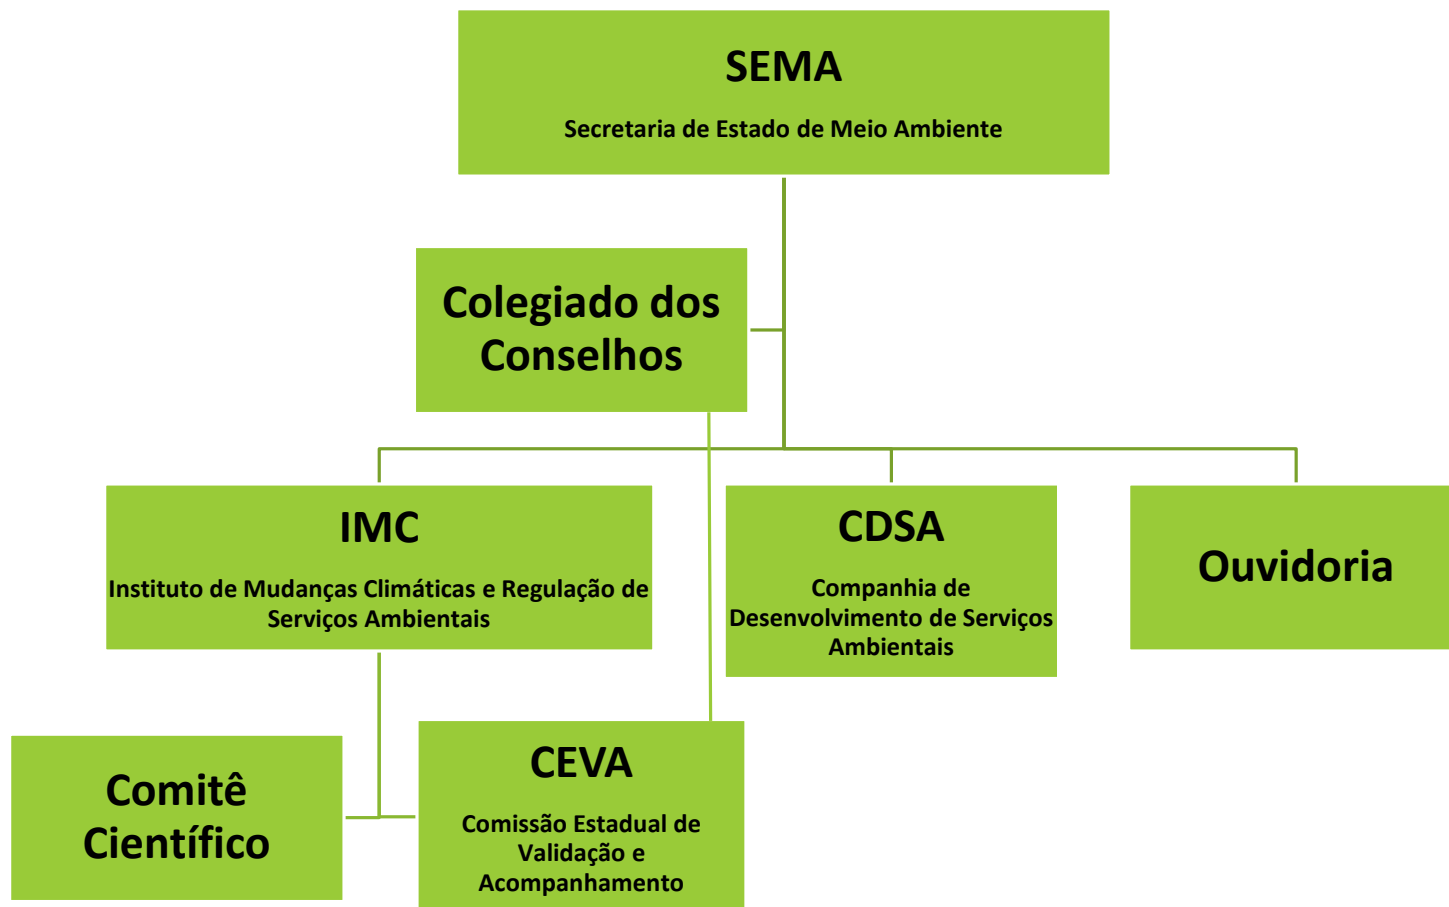 SEMA
Secretaria de Estado de Meio Ambiente
Colegiado dos
Conselhos
IMC
Instituto de Mudanças Climáticas e Regulação de
Serviços Ambientais
CDSA
Companhia de
Desenvolvimento de Serviços
Ambientais
Ouvidoria
Comitê
Científico
CEVA
Comissão Estadual de
Validação e
Acompanhamento